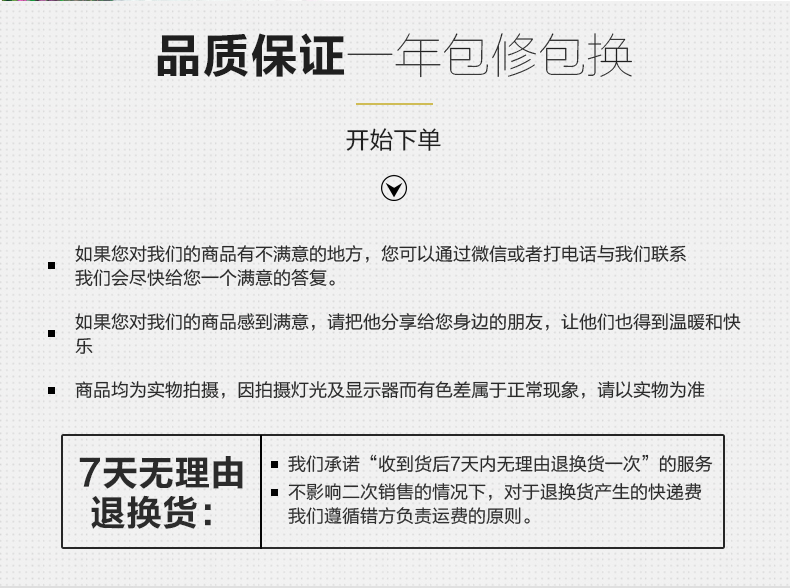 品质保证一年包修包换
开始下单
如果您对我们的商品有不满意的地方，您可以通过微信或者打电话与我们联系
我们会尽快给您一个满意的答复。
如果您对我们的商品感到满意，请把他分享给您身边的朋友，让他们也得到温暖和快
乐
商品均为实物拍摄，因拍摄灯光及显示器而有色差属于正常现象，请以实物为准
7天无理由
退换货：
我们承诺“收到货后7天内无理由退换货一次”的服务
不影响二次销售的情况下，对于退换货产生的快递费
我们遵循错方负责运费的原则。